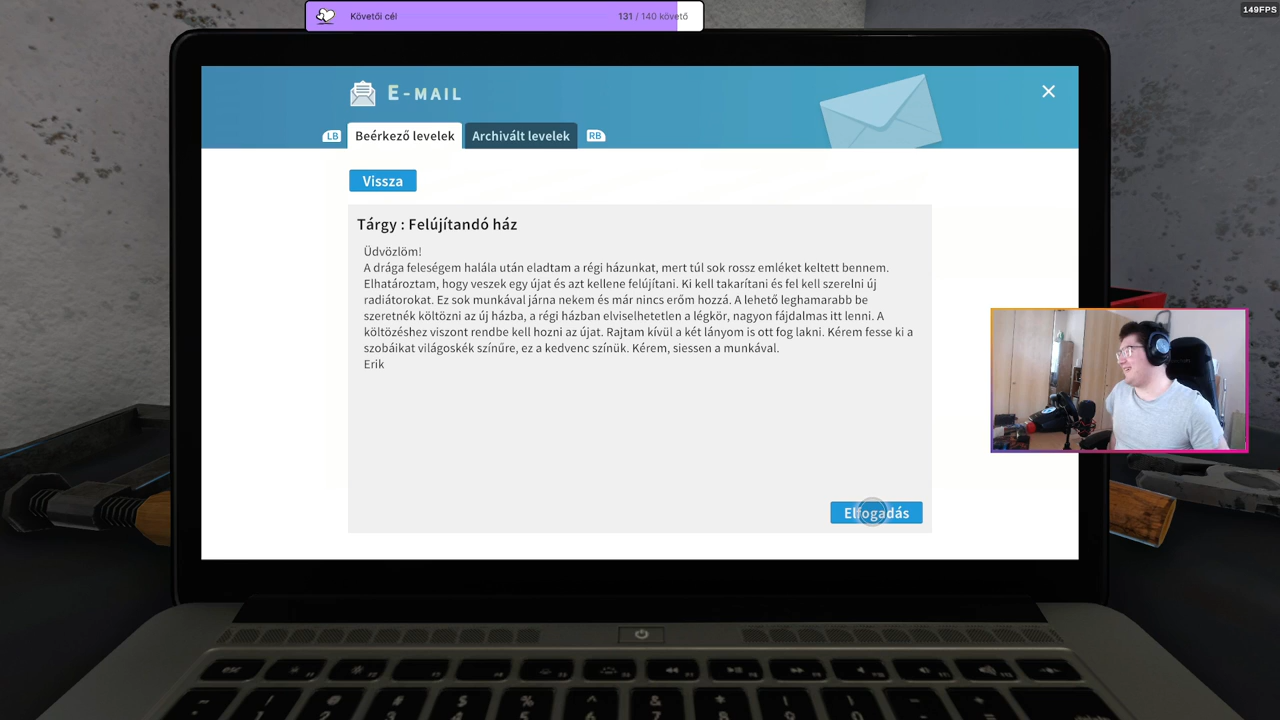 Követői cél
131 / 140 követő
149FPS
E-MAIL
LB
Beérkező levelek
Archivált levelek
RB
Vissza
Tárgy : Felújítandó ház
Üdvözlöm!
A drága feleségem halála után eladtam a régi házunkat, mert túl sok rossz emléket keltett bennem.
Elhatároztam, hogy veszek egy újat és azt kellene felújítani. Ki kell takarítani és fel kell szerelni új
radiátorokat. Ez sok munkával járna nekem és már nincs erőm hozzá. A lehető leghamarabb be
szeretnék költözni az új házba, a régi házban elviselhetetlen a légkör, nagyon fájdalmas itt lenni. A
költözéshez viszont rendbe kell hozni az újat. Rajtam kívül a két lányom is ott fog lakni. Kérem fesse ki a
szobáikat világoskék színűre, ez a kedvenc színük. Kérem, siessen a munkával.
Erik
Elfogadás
esc